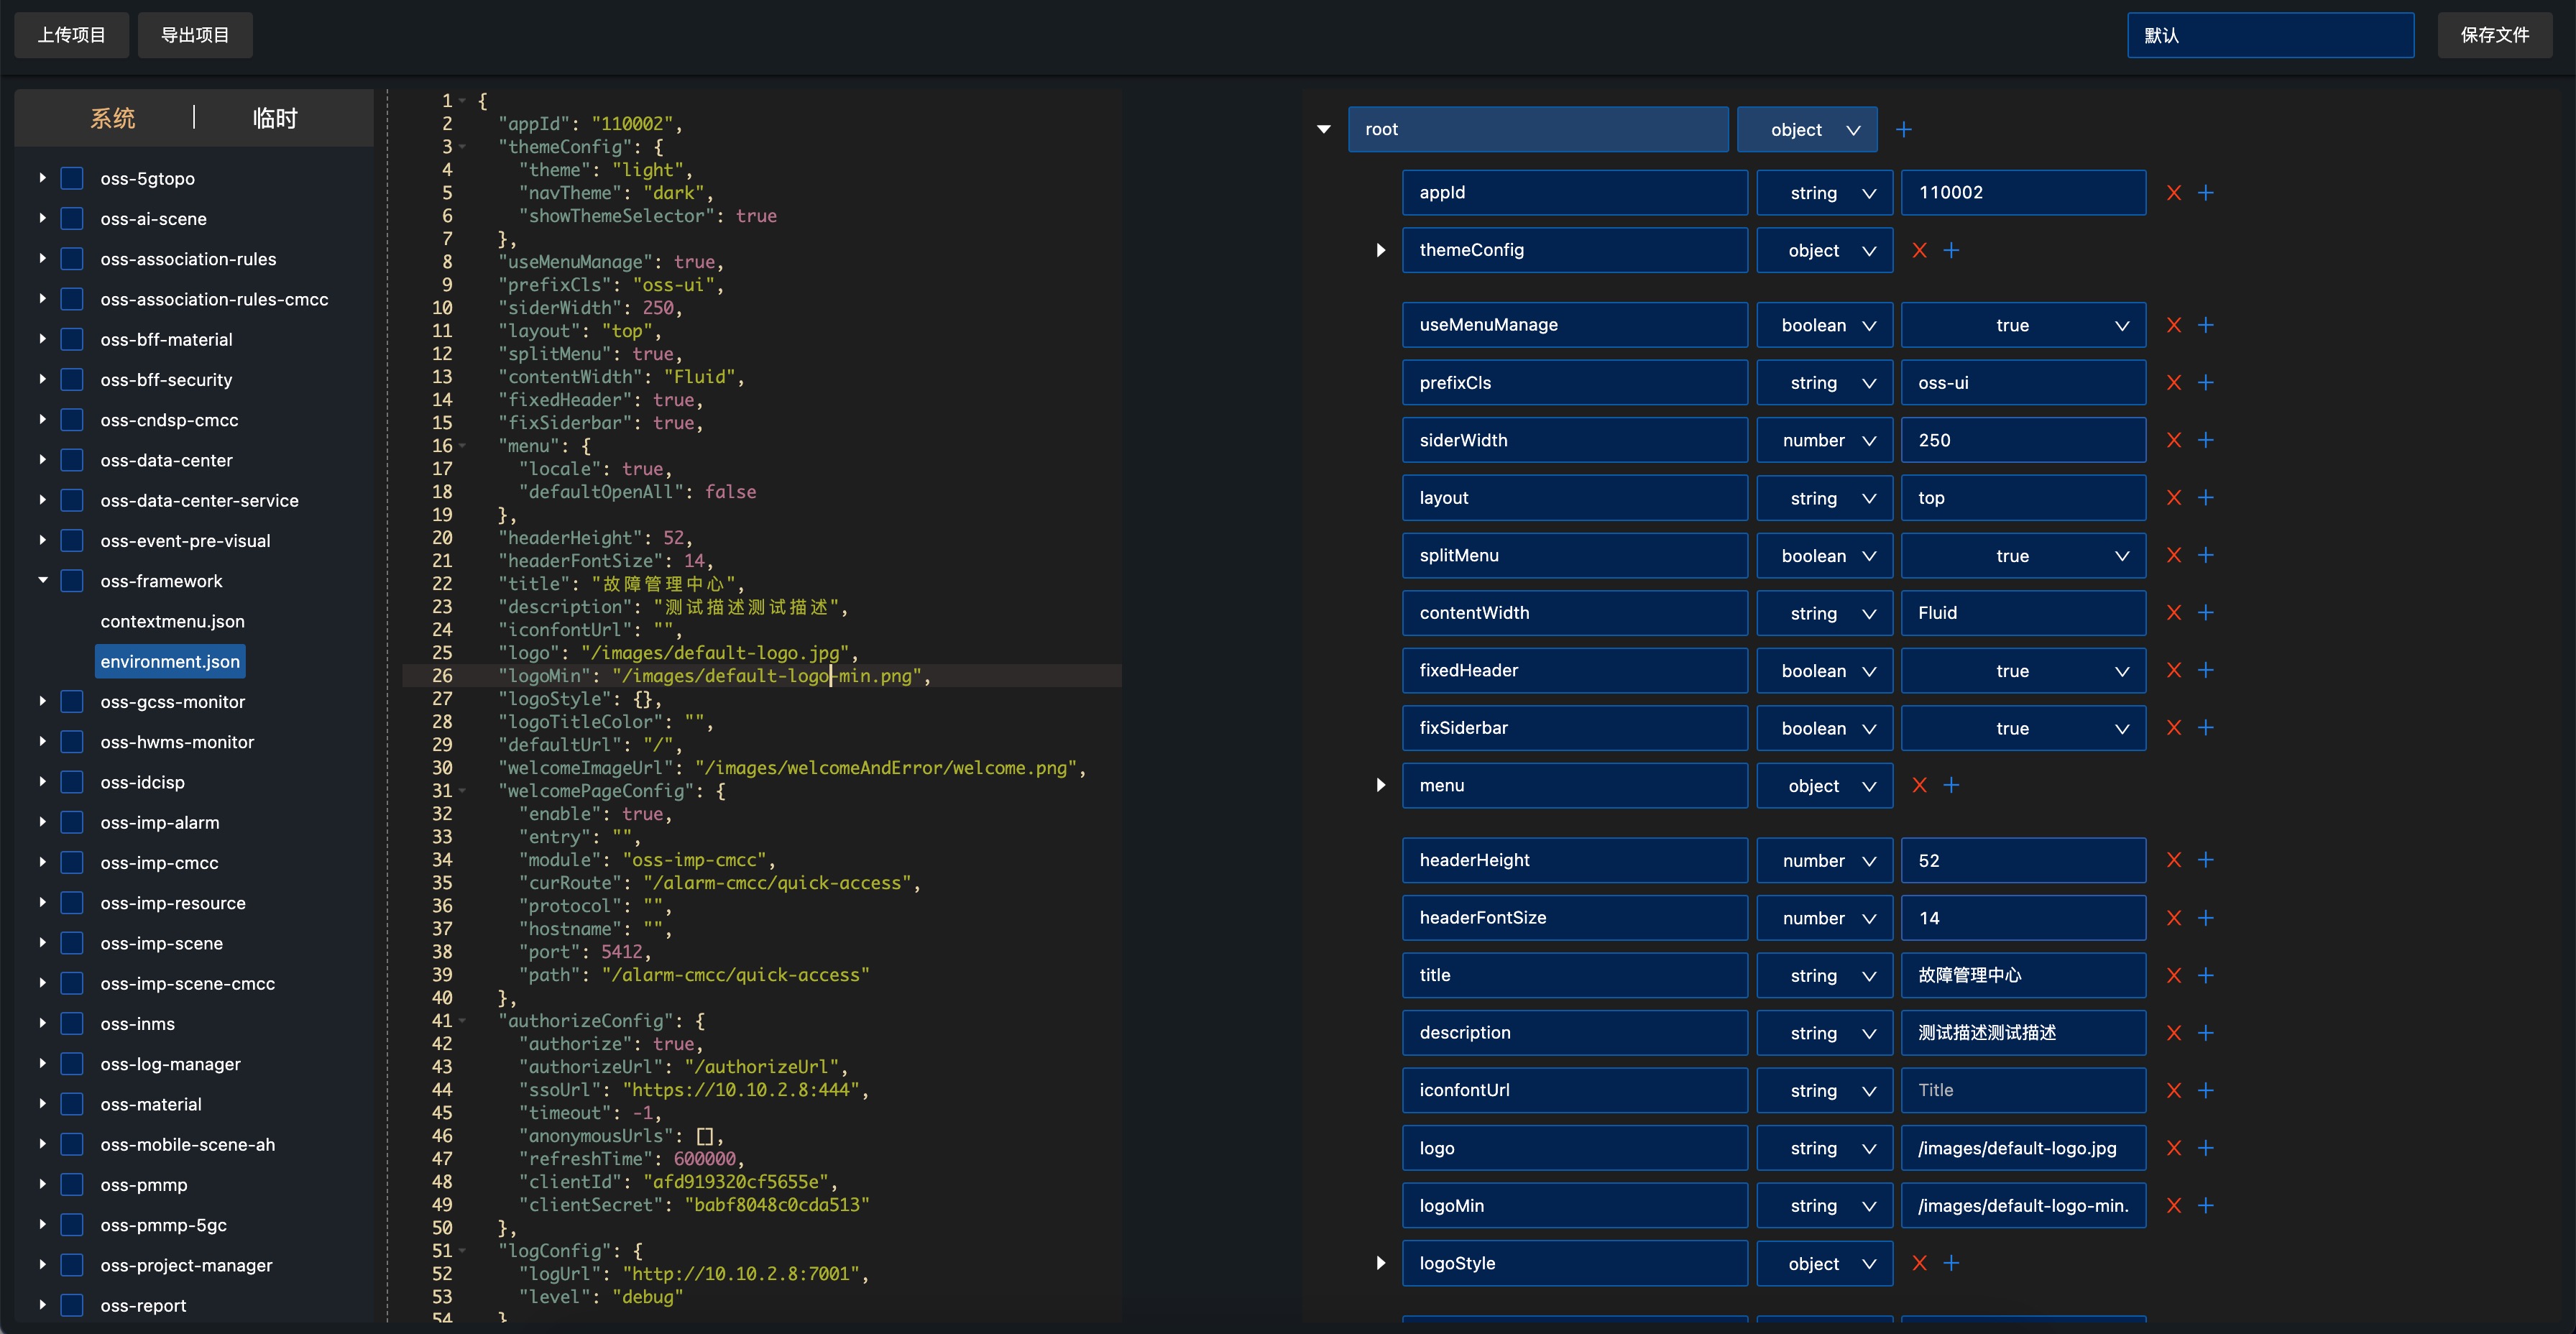 上传项目 导出项目 默认 保存文件
系统 | 临时
oss-5gtopo
oss-ai-scene
oss-association-rules
oss-association-rules-cmcc
oss-bff-material
oss-bff-security
oss-cndsp-cmcc
oss-data-center
oss-data-center-service
oss-event-pre-visual
oss-framework
contextmenu.json
environment.json
oss-gcss-monitor
oss-hwms-monitor
oss-idcisp
oss-imp-alarm
oss-imp-cmcc
oss-imp-resource
oss-imp-scene
oss-imp-scene-cmcc
oss-inms
oss-log-manager
oss-material
oss-mobile-scene-ah
oss-pmmp
oss-pmmp-5gc
oss-project-manager
oss-report
1 {
2 "appId": "110002",
3 "themeConfig": {
4 "theme": "light",
5 "navTheme": "dark",
6 "showThemeSelector": true
7 },
8 "useMenuManage": true,
9 "prefixCls": "oss-ui",
10 "siderWidth": 250,
11 "layout": "top",
12 "splitMenu": true,
13 "contentWidth": "Fluid",
14 "fixedHeader": true,
15 "fixSiderbar": true,
16 "menu": {
17 "locale": true,
18 "defaultOpenAll": false
19 },
20 "headerHeight": 52,
21 "headerFontSize": 14,
22 "title": "故障管理中心",
23 "description": "测试描述测试描述",
24 "iconfontUrl": "",
25 "logo": "/images/default-logo.jpg",
26 "logoMin": "/images/default-logo-min.png",
27 "logoStyle": {},
28 "logoTitleColor": "",
29 "defaultUrl": "/",
30 "welcomeImageUrl": "/images/welcomeAndError/welcome.png",
31 "welcomePageConfig": {
32 "enable": true,
33 "entry": "",
34 "module": "oss-imp-cmcc",
35 "curRoute": "/alarm-cmcc/quick-access",
36 "protocol": "",
37 "hostname": "",
38 "port": 5412,
39 "path": "/alarm-cmcc/quick-access"
40 },
41 "authorizeConfig": {
42 "authorize": true,
43 "authorizeUrl": "/authorizeUrl",
44 "ssoUrl": "https://10.10.2.8:444",
45 "timeout": -1,
46 "anonymousUrls": [],
47 "refreshTime": 600000,
48 "clientId": "afd919320cf5655e",
49 "clientSecret": "babf8048c0cda513"
50 },
51 "logConfig": {
52 "logUrl": "http://10.10.2.8:7001",
53 "level": "debug"
54 }
root object +
appId string 110002 X +
themeConfig object X +
useMenuManage boolean true X +
prefixCls string oss-ui X +
siderWidth number 250 X +
layout string top X +
splitMenu boolean true X +
contentWidth string Fluid X +
fixedHeader boolean true X +
fixSiderbar boolean true X +
menu object X +
headerHeight number 52 X +
headerFontSize number 14 X +
title string 故障管理中心 X +
description string 测试描述测试描述 X +
iconfontUrl string Title X +
logo string /images/default-logo.jpg X +
logoMin string /images/default-logo-min. X +
logoStyle object X +